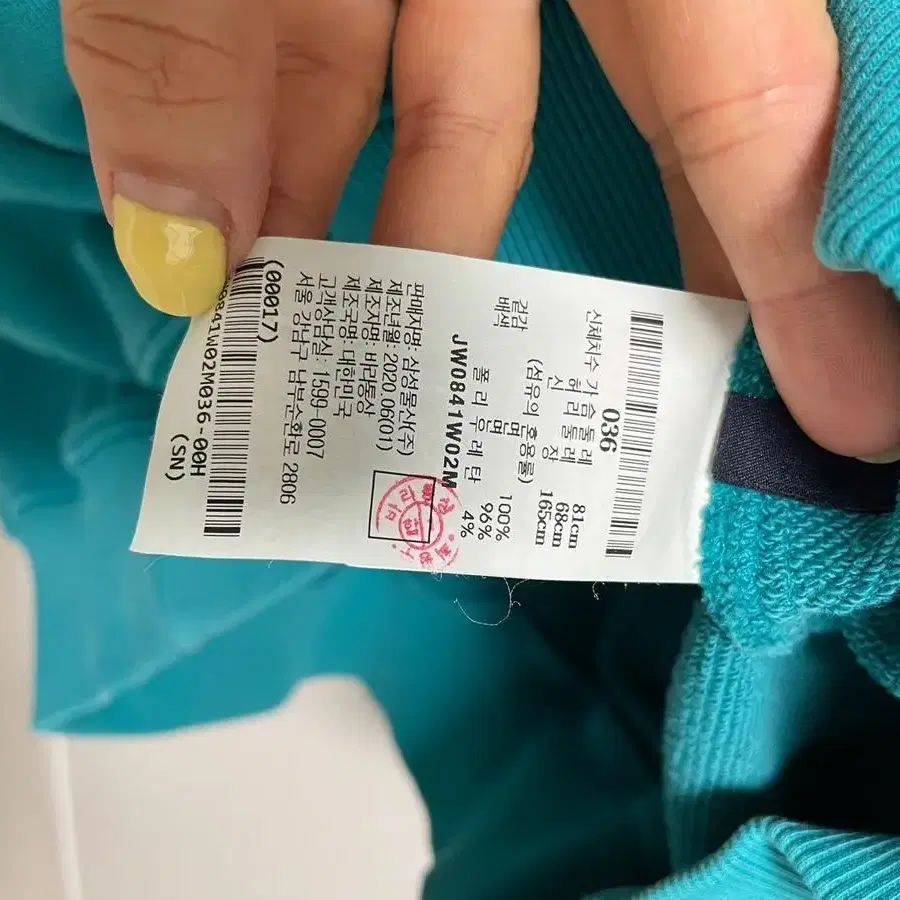 036
신체치수 가슴둘레 81cm
허리둘레 68cm
신 장 165cm
(섬유의 혼용률)
겉감 면 100%
배색 면 96%
폴리우레탄 4%
JW0841W02M
판매자명: 삼성물산(주)
제조년월: 2020.06(01)
제조자명: 바리통상
제조국명: 대한민국
고객상담실: 1599-0007
서울 강남구 남부순환로 2806
(00017)
0841W02M036-00H
(SN)